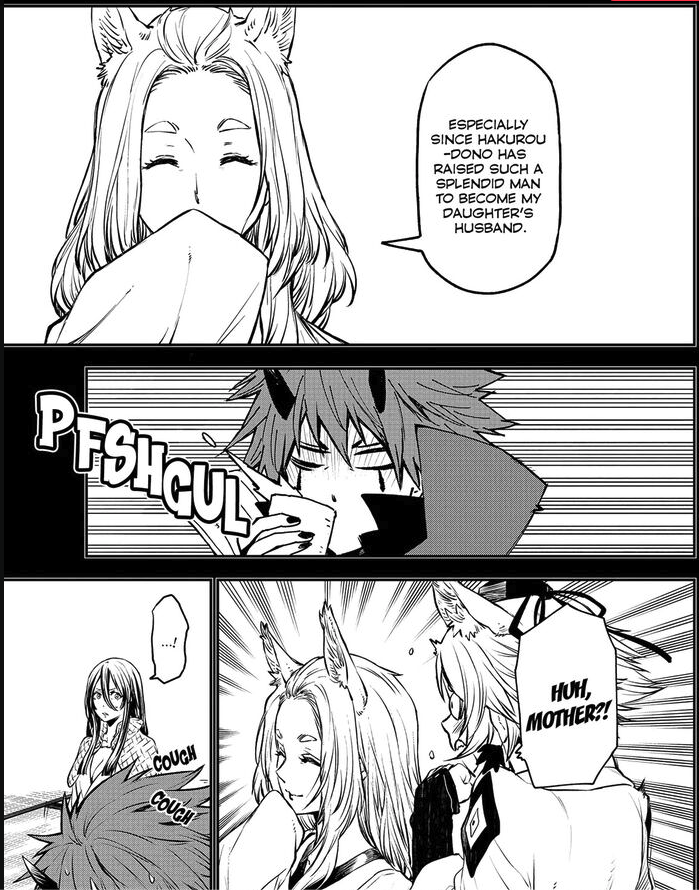 ESPECIALLY
SINCE HAKUROU
-DONO HAS
RAISED SUCH A
SPLENDID MAN
TO BECOME MY
DAUGHTER'S
HUSBAND.
PFSHGUL
...!
COUGH
COUGH
HUH,
MOTHER?!